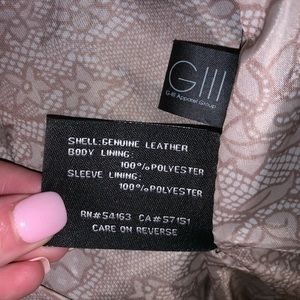 GIII
G-III Apparel Group
SHELL:GENUINE LEATHER
BODY LINING:
100%POLYESTER
SLEEVE LINING:
100%POLYESTER
RN#54163 CA#57151
CARE ON REVERSE